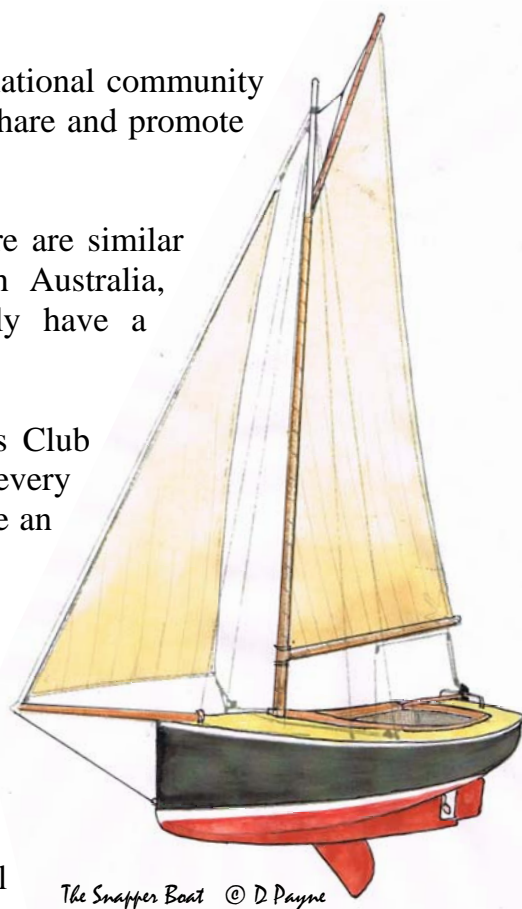 ational community
hare and promote
re are similar
n Australia,
ly have a
s Club
every
e an
l
The Snapper Boat © D Payne